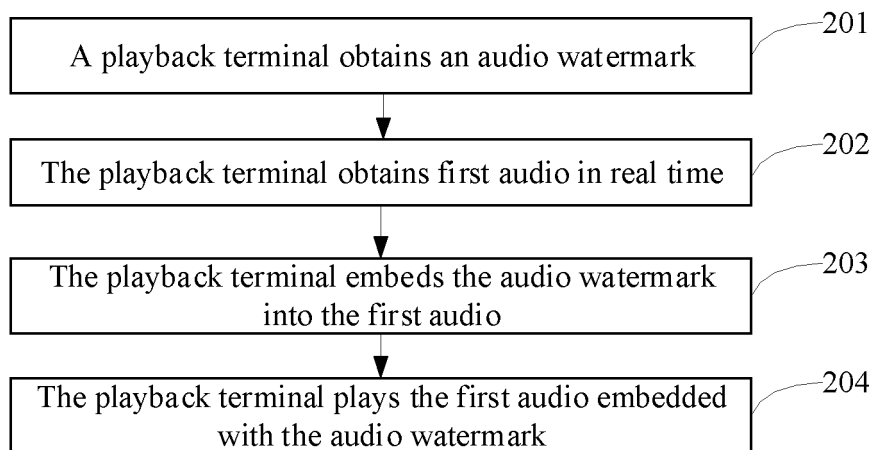 201
A playback terminal obtains an audio watermark
202
The playback terminal obtains first audio in real time
203
The playback terminal embeds the audio watermark
into the first audio
204
The playback terminal plays the first audio embedded
with the audio watermark